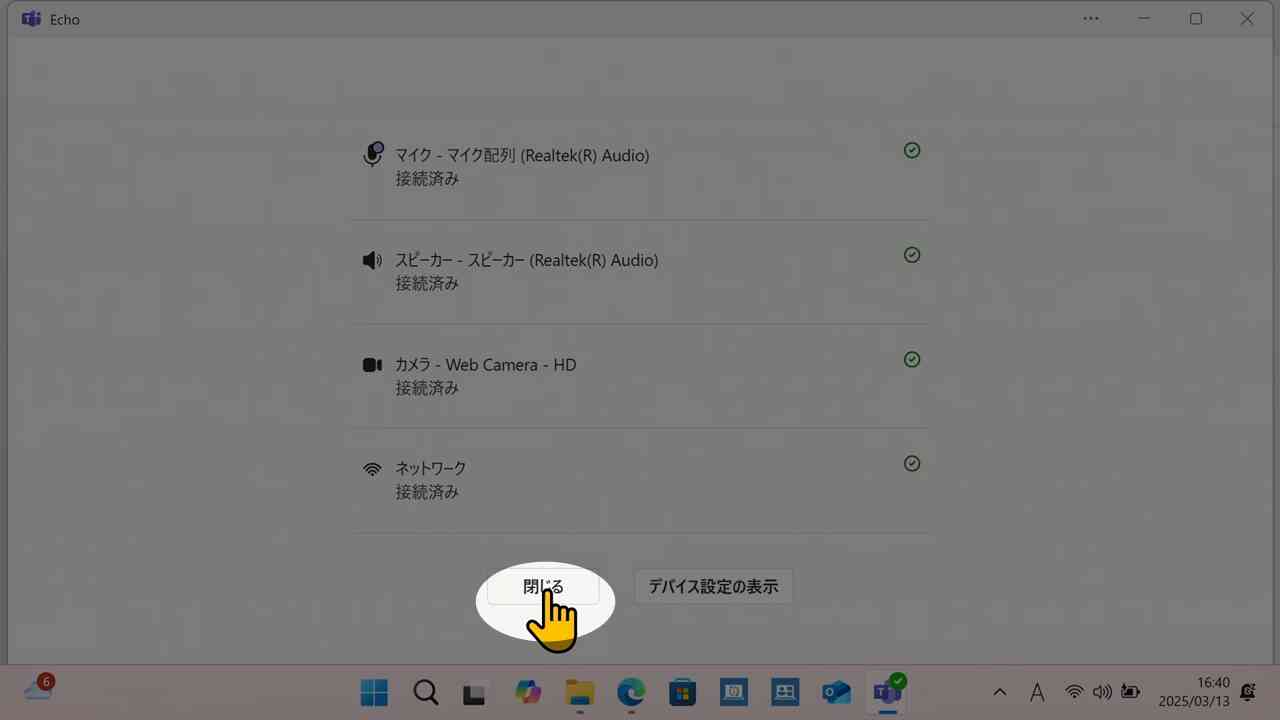 Echo
マイク - マイク配列 (Realtek(R) Audio)
接続済み
スピーカー - スピーカー (Realtek(R) Audio)
接続済み
カメラ - Web Camera - HD
接続済み
ネットワーク
接続済み
閉じる
デバイス設定の表示
6
A
16:40
2025/03/13